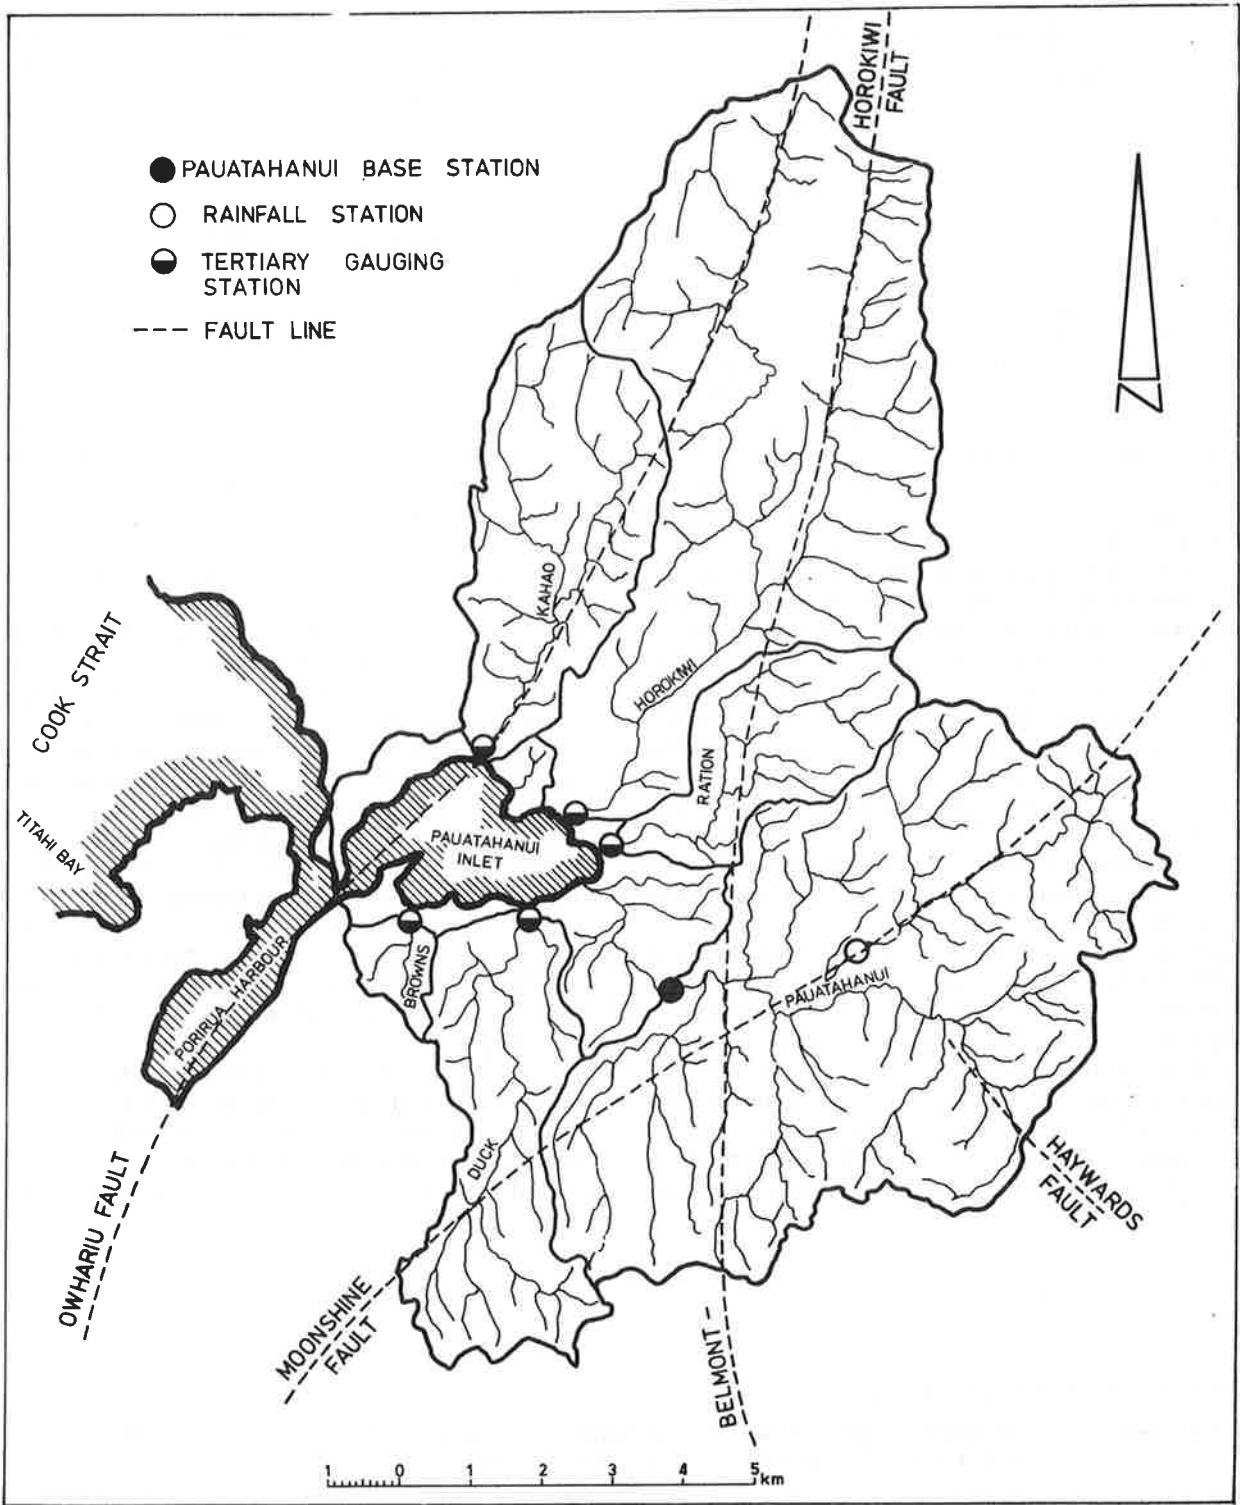 HOROKIWI
FAULT
PAUATAHANUI BASE STATION
RAINFALL STATION
TERTIARY GAUGING
STATION
--- FAULT LINE
N
KAHAO
COOK STRAIT
HOROKIWI
RATION
TITAHI BAY
PAUATAHANUI
INLET
BROWNS
PORIRUA HARBOUR
PAUATAHANUI
DUCK
HAYWARDS
FAULT
OWHARIU FAULT
MOONSHINE
FAULT
BELMONT -
1 0 1 2 3 4 5 km